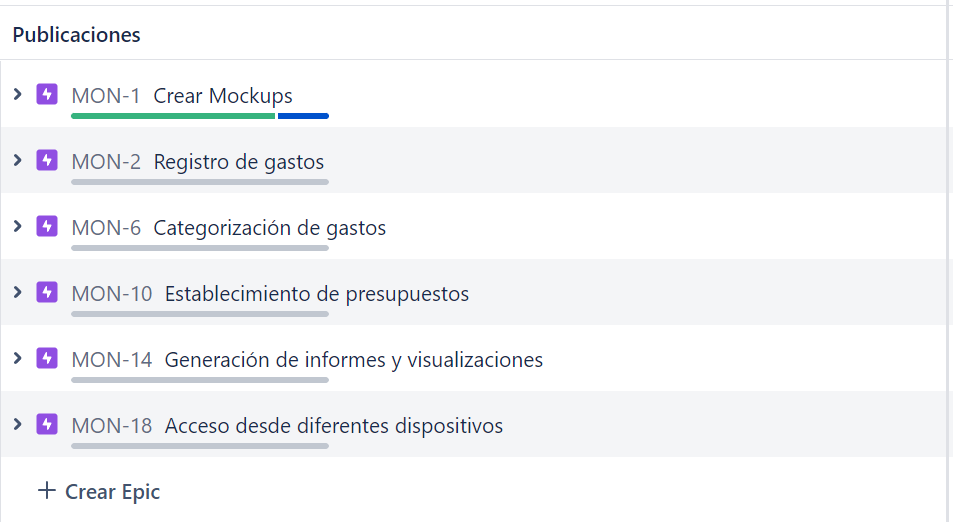 Publicaciones
MON-1 Crear Mockups
MON-2 Registro de gastos
MON-6 Categorización de gastos
MON-10 Establecimiento de presupuestos
MON-14 Generación de informes y visualizaciones
MON-18 Acceso desde diferentes dispositivos
+ Crear Epic